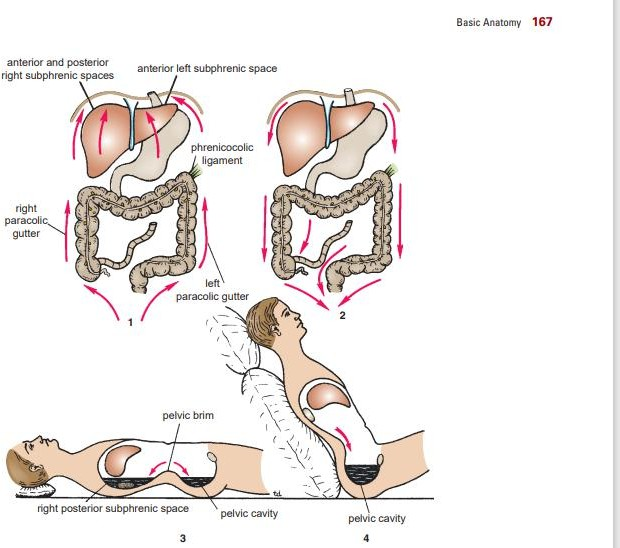 Basic Anatomy 167
anterior and posterior
right subphrenic spaces
anterior left subphrenic space
phrenicocolic
ligament
right
paracolic
gutter
left
paracolic gutter
1
2
pelvic brim
right posterior subphrenic space
pelvic cavity
pelvic cavity
3
4